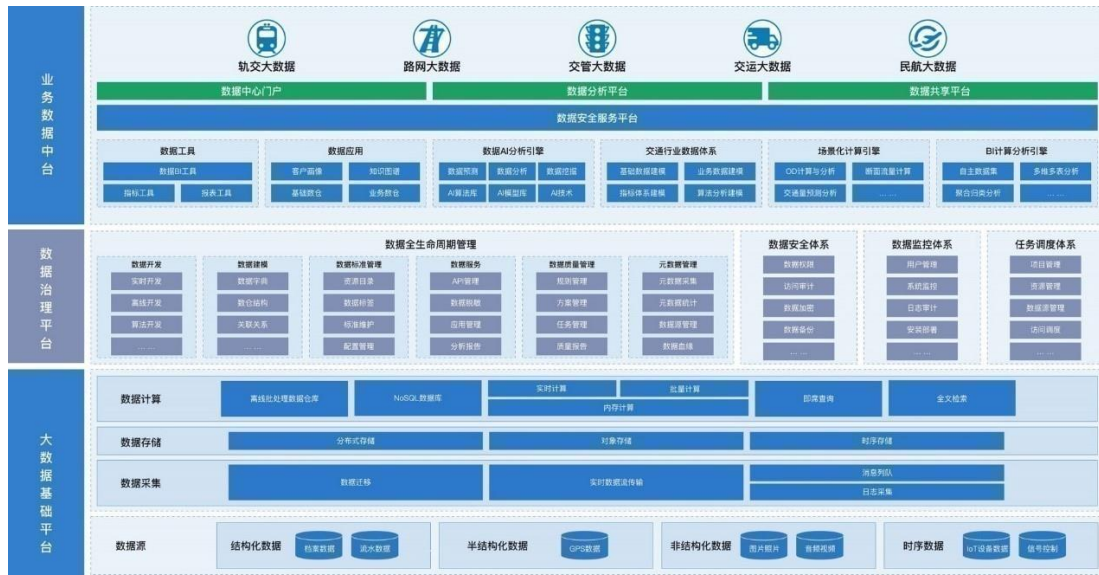 业务数据中台
轨交大数据 路网大数据 交管大数据 交运大数据 民航大数据
数据中心门户 数据分析平台 数据共享平台
数据安全服务平台
数据工具 数据应用 数据AI分析引擎 交通行业数据体系 场景化计算引擎 BI计算分析引擎
数据BI工具 客户画像 知识图谱 数据预测 数据分析 数据挖掘 基础数据建模 业务数据建模 OD计算与分析 断面流量计算 自主数据集 多维多表分析
指标工具 报表工具 基础数仓 业务数仓 AI算法库 AI模型库 AI技术 指标体系建模 算法分析建模 交通量预测分析 ...... 聚合归类分析 ......
数据治理平台
数据全生命周期管理 数据安全体系 数据监控体系 任务调度体系
数据开发 数据建模 数据标准管理 数据服务 数据质量管理 元数据管理
实时开发 数据字典 资源目录 API管理 规则管理 元数据采集 数据权限 用户管理 项目管理
离线开发 数仓结构 数据标签 数据脱敏 方案管理 元数据统计 访问审计 系统监控 资源管理
算法开发 关联关系 标准维护 应用管理 任务管理 数据源管理 数据加密 日志审计 数据源管理
...... ...... 配置管理 分析报告 质量报告 数据血缘 数据备份 安装部署 访问调度
...... ...... ......
大数据基础平台
数据计算 离线批处理数据仓库 NoSQL数据库 实时计算 批量计算 内存计算 即席查询 全文检索
数据存储 分布式存储 对象存储 时序存储
数据采集 数据迁移 实时数据流传输 消息列队 日志采集
数据源 结构化数据 档案数据 流水数据 半结构化数据 GPS数据 非结构化数据 图片照片 音频视频 时序数据 IoT设备数据 信号控制